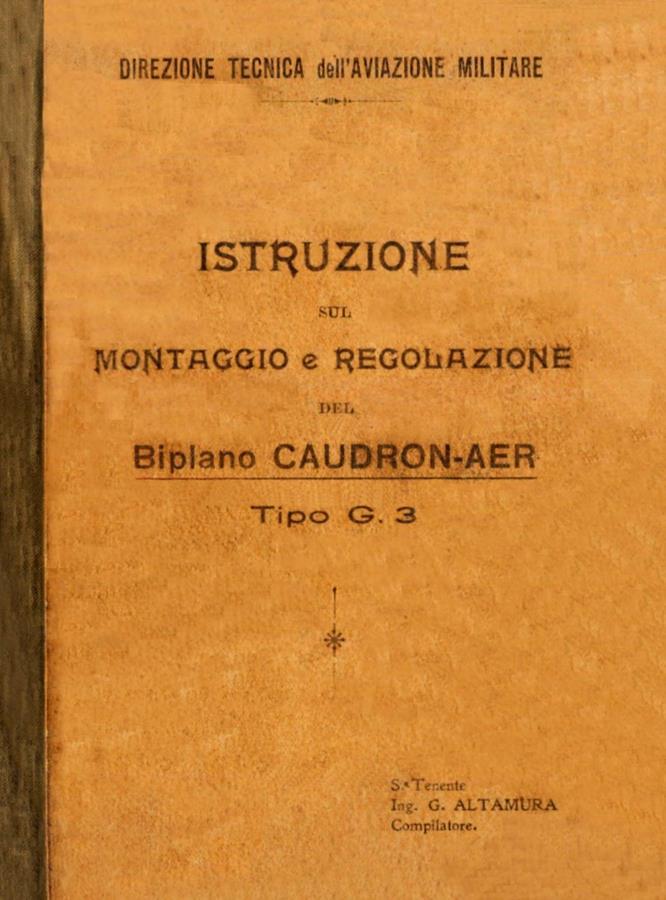 DIREZIONE TECNICA dell'AVIAZIONE MILITARE
ISTRUZIONE
SUL
MONTAGGIO e REGOLAZIONE
DEL
Biplano CAUDRON-AER
Tipo G. 3
S.ª Tenente
Ing. G. ALTAMURA
Compilatore.